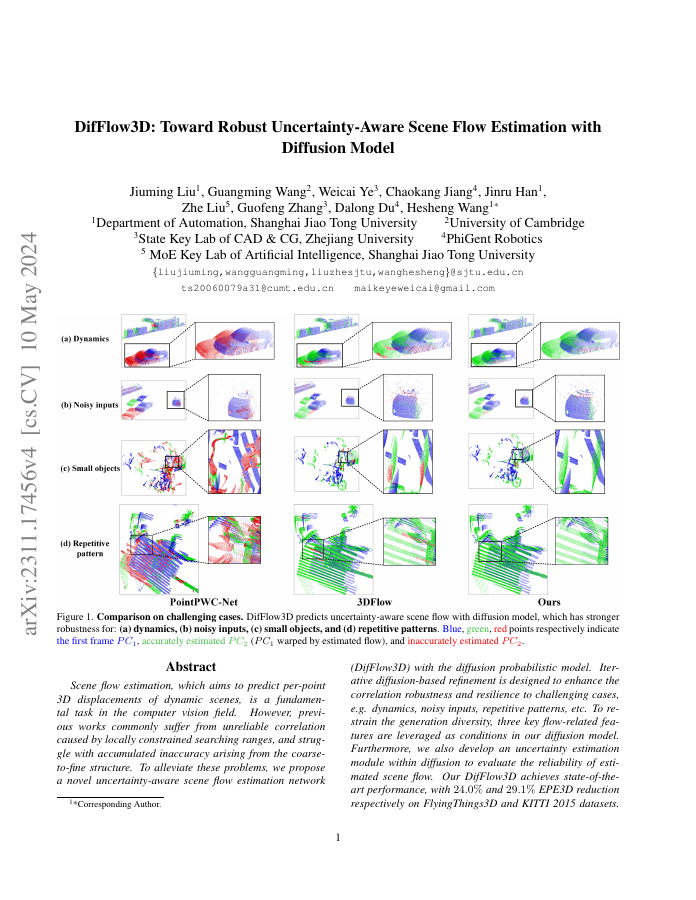 arXiv:2311.17456v4 [cs.CV] 10 May 2024
DifFlow3D: Toward Robust Uncertainty-Aware Scene Flow Estimation with
Diffusion Model
Jiuming Liu1, Guangming Wang2, Weicai Ye3, Chaokang Jiang4, Jinru Han1,
Zhe Liu5, Guofeng Zhang3, Dalong Du4, Hesheng Wang1*
1Department of Automation, Shanghai Jiao Tong University 2University of Cambridge
3State Key Lab of CAD & CG, Zhejiang University 4PhiGent Robotics
5 MoE Key Lab of Artificial Intelligence, Shanghai Jiao Tong University
{liujiuming,wangguangming,liuzhesjtu,wanghesheng}@sjtu.edu.cn
ts20060079a31@cumt.edu.cn maikeyeweicai@gmail.com
(a) Dynamics
(b) Noisy inputs
(c) Small objects
(d) Repetitive
pattern
PointPWC-Net 3DFlow Ours
Figure 1. Comparison on challenging cases. DifFlow3D predicts uncertainty-aware scene flow with diffusion model, which has stronger
robustness for: (a) dynamics, (b) noisy inputs, (c) small objects, and (d) repetitive patterns. Blue, green, red points respectively indicate
the first frame PC1, accurately estimated PC2 (PC1 warped by estimated flow), and inaccurately estimated PC2.
Abstract
Scene flow estimation, which aims to predict per-point
3D displacements of dynamic scenes, is a fundamen-
tal task in the computer vision field. However, previ-
ous works commonly suffer from unreliable correlation
caused by locally constrained searching ranges, and strug-
gle with accumulated inaccuracy arising from the coarse-
to-fine structure. To alleviate these problems, we propose
a novel uncertainty-aware scene flow estimation network
1*Corresponding Author.
(DifFlow3D) with the diffusion probabilistic model. Iter-
ative diffusion-based refinement is designed to enhance the
correlation robustness and resilience to challenging cases,
e.g. dynamics, noisy inputs, repetitive patterns, etc. To re-
strain the generation diversity, three key flow-related fea-
tures are leveraged as conditions in our diffusion model.
Furthermore, we also develop an uncertainty estimation
module within diffusion to evaluate the reliability of esti-
mated scene flow. Our DifFlow3D achieves state-of-the-
art performance, with 24.0% and 29.1% EPE3D reduction
respectively on FlyingThings3D and KITTI 2015 datasets.
1